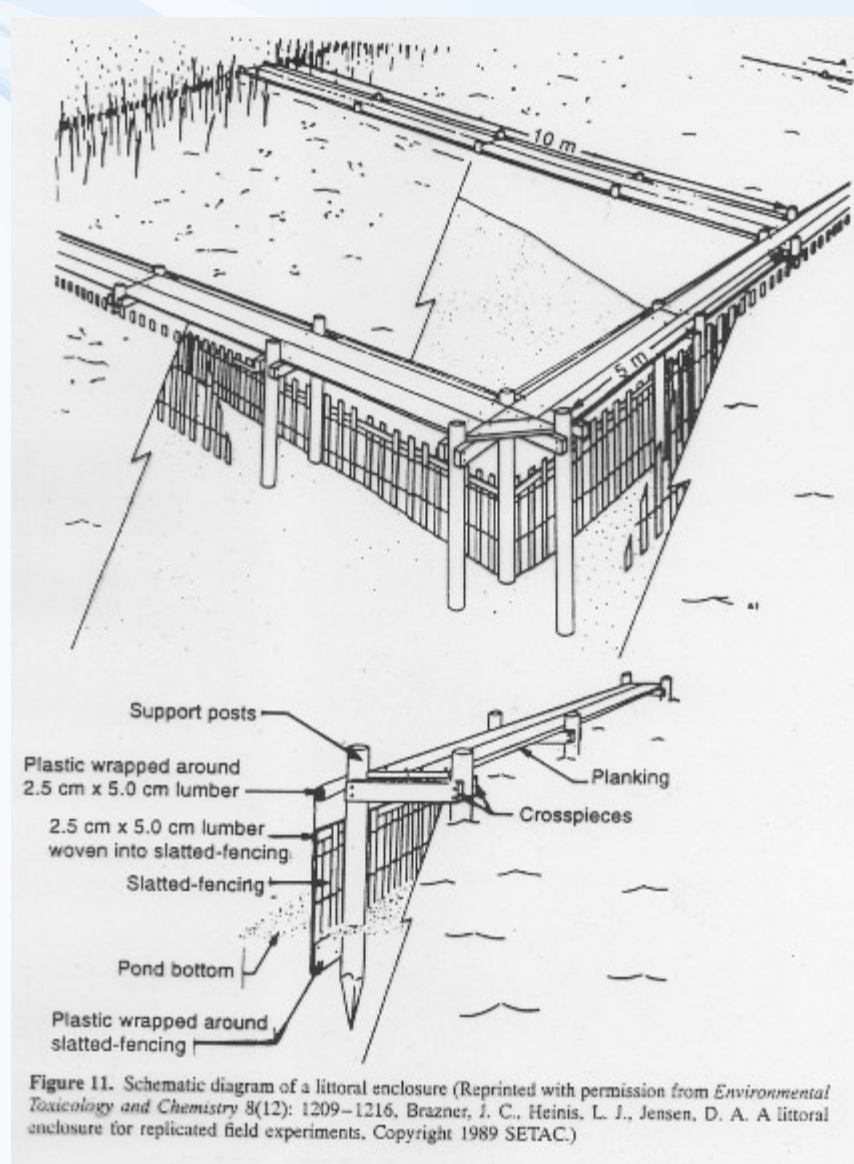 10 m
5 m
Support posts
Plastic wrapped around
2.5 cm x 5.0 cm lumber
Planking
Crosspieces
2.5 cm x 5.0 cm lumber
woven into slatted-fencing
Slatted-fencing
Pond bottom
Plastic wrapped around
slatted-fencing
Figure 11. Schematic diagram of a littoral enclosure (Reprinted with permission from Environmental
Toxicology and Chemistry 8(12): 1209–1216, Brazner, J. C., Heinis, L. J., Jensen, D. A. A littoral
enclosure for replicated field experiments, Copyright 1989 SETAC.)